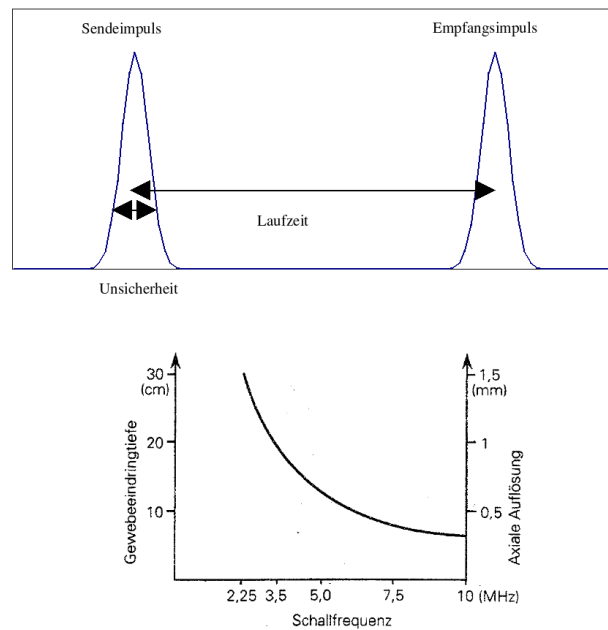 Sendeimpuls
Empfangsimpuls
Laufzeit
Unsicherheit
30
(cm)
20
10
Gewebeeindringtiefe
1,5
(mm)
1
0,5
Axiale Auflösung
2,25 3,5 5,0 7,5 10 (MHz)
Schallfrequenz